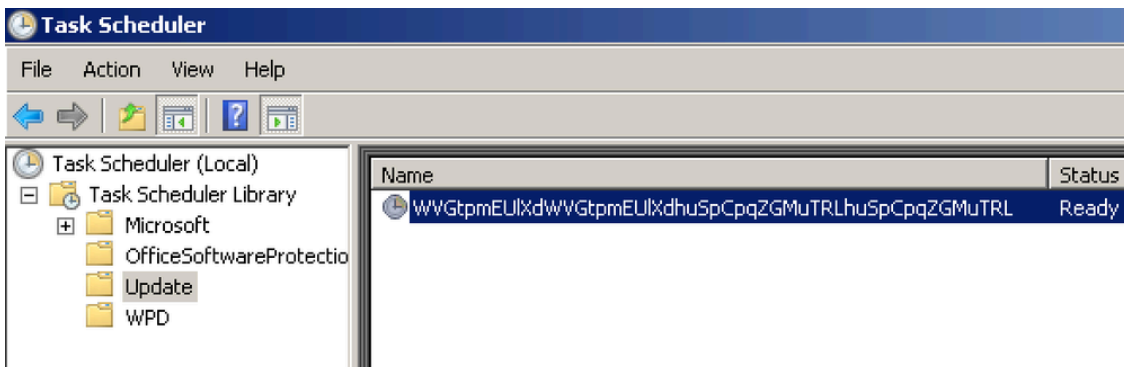 Task Scheduler
File Action View Help
Task Scheduler (Local)
Task Scheduler Library
Microsoft
OfficeSoftwareProtectio
Update
WPD
Name Status
WVGtpmEUlXdWVGtpmEUlXdhuSpCpqZGMuTRLhuSpCpqZGMuTRL Ready